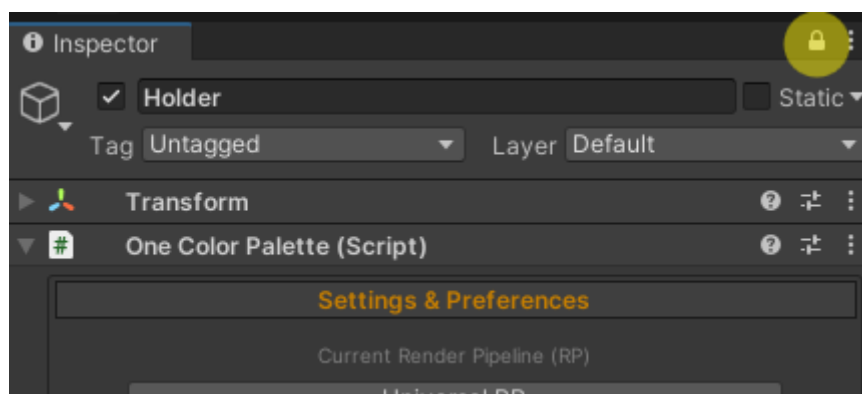 Inspector
Holder
Static
Tag Untagged Layer Default
Transform
# One Color Palette (Script)
Settings & Preferences
Current Render Pipeline (RP)